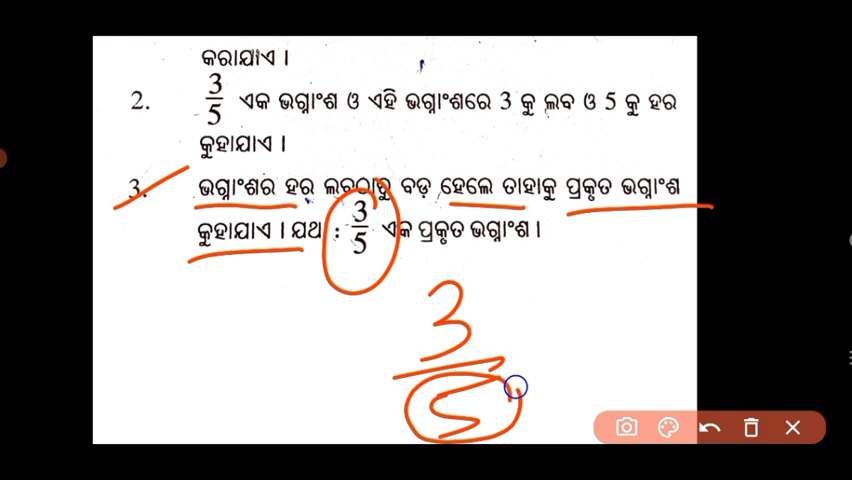 କରାଯାଏ ।
2. 3/5 ଏକ ଭଗ୍ନାଂଶ ଓ ଏହି ଭଗ୍ନାଂଶରେ 3 କୁ ଲବ ଓ 5 କୁ ହର
କୁହାଯାଏ ।
3. ଭଗ୍ନାଂଶର ହର ଲବଠାରୁ ବଡ଼ ହେଲେ ତାହାକୁ ପ୍ରକୃତ ଭଗ୍ନାଂଶ
କୁହାଯାଏ । ଯଥା : 3/5 ଏକ ପ୍ରକୃତ ଭଗ୍ନାଂଶ ।
3/5